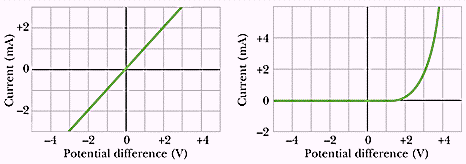 Current (mA)
+2
0
−2
−4 −2 0 +2 +4
Potential difference (V)
Current (mA)
+4
+2
0
−2
−4 −2 0 +2 +4
Potential difference (V)